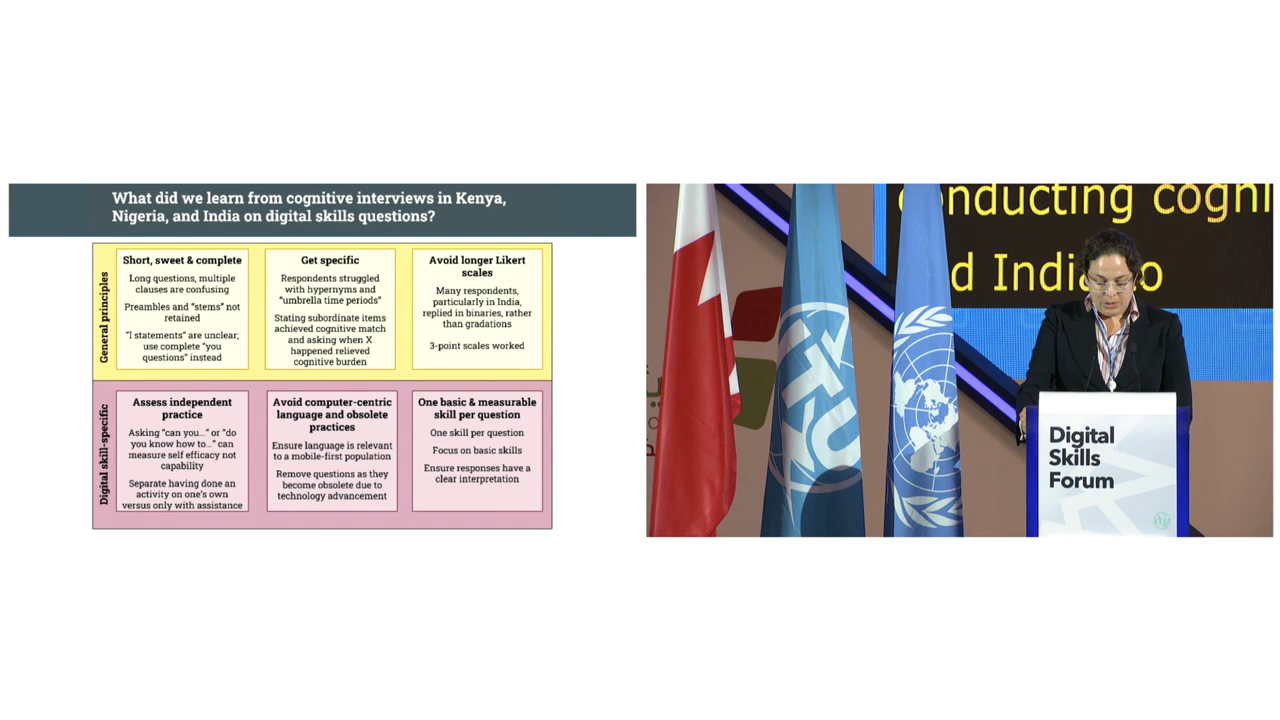 What did we learn from cognitive interviews in Kenya,
Nigeria, and India on digital skills questions?
General principles
Short, sweet & complete
Long questions, multiple
clauses are confusing
Preambles and “stems” not
retained
“I statements” are unclear;
use complete “you
questions” instead
Get specific
Respondents struggled
with hypernyms and
“umbrella time periods”
Stating subordinate items
achieved cognitive match
and asking when X
happened relieved
cognitive burden
Avoid longer Likert
scales
Many respondents,
particularly in India,
replied in binaries, rather
than gradations
3-point scales worked
Digital skill-specific
Assess independent
practice
Asking “can you...” or “do
you know how to...” can
measure self efficacy not
capability
Separate having done an
activity on one’s own
versus only with assistance
Avoid computer-centric
language and obsolete
practices
Ensure language is relevant
to a mobile-first population
Remove questions as they
become obsolete due to
technology advancement
One basic & measurable
skill per question
One skill per question
Focus on basic skills
Ensure responses have a
clear interpretation
onducting cogni
d India to
ITU
Digital
Skills
Forum